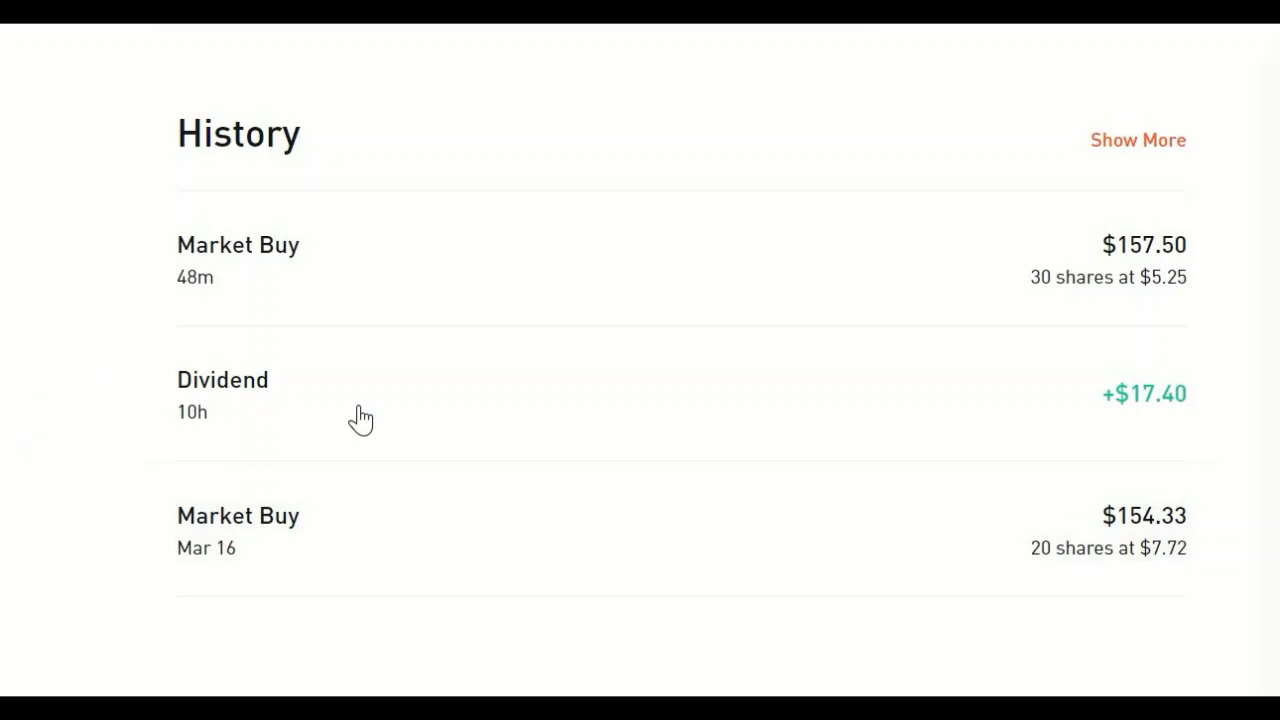 History
Show More
Market Buy
$157.50
48m
30 shares at $5.25
Dividend
+$17.40
10h
Market Buy
$154.33
Mar 16
20 shares at $7.72